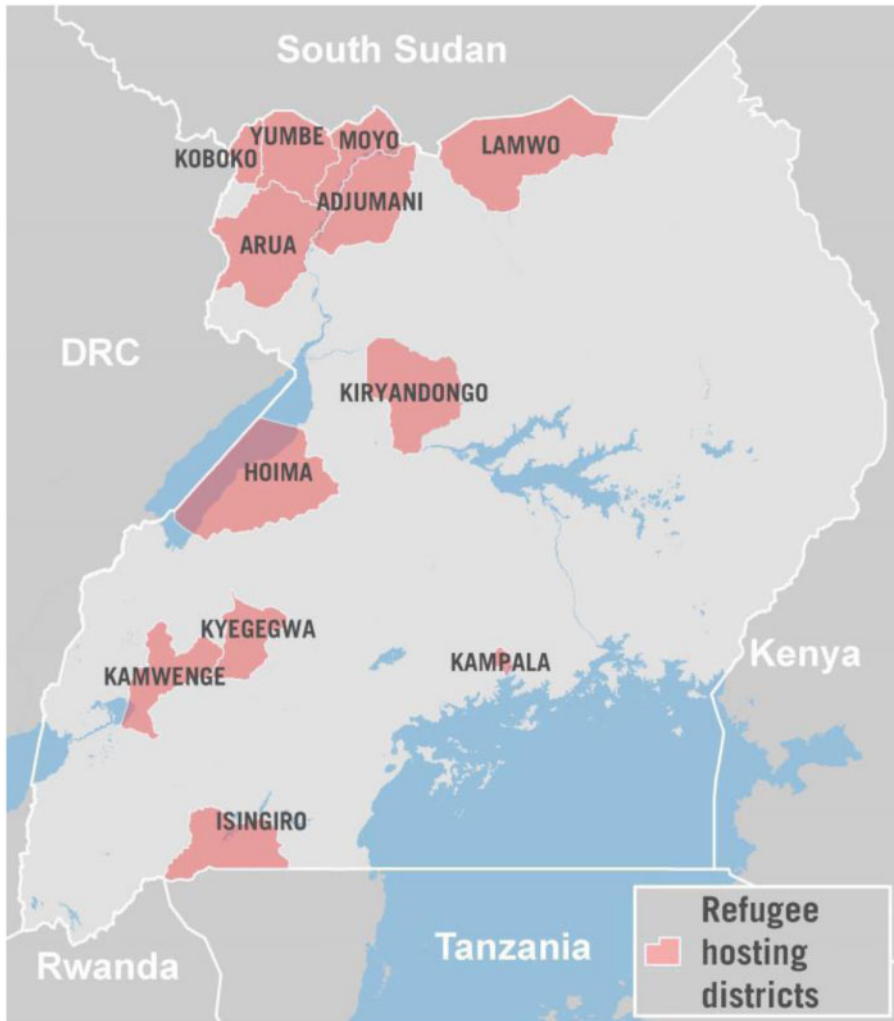 South Sudan
YUMBE
MOYO
KOBOKO
LAMWO
ADJUMANI
ARUA
DRC
KIRYANDONGO
HOIMA
KYEGEGWA
KAMPALA
Kenya
KAMWENGE
ISINGIRO
Refugee
hosting
districts
Tanzania
Rwanda